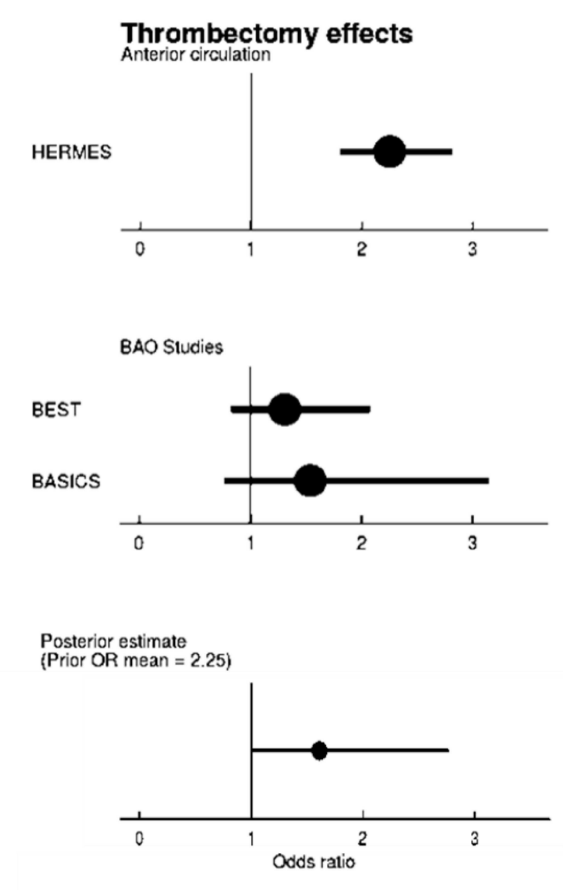 Thrombectomy effects
Anterior circulation
HERMES
0 1 2 3
BAO Studies
BEST
BASICS
0 1 2 3
Posterior estimate
(Prior OR mean = 2.25)
0 1 2 3
Odds ratio